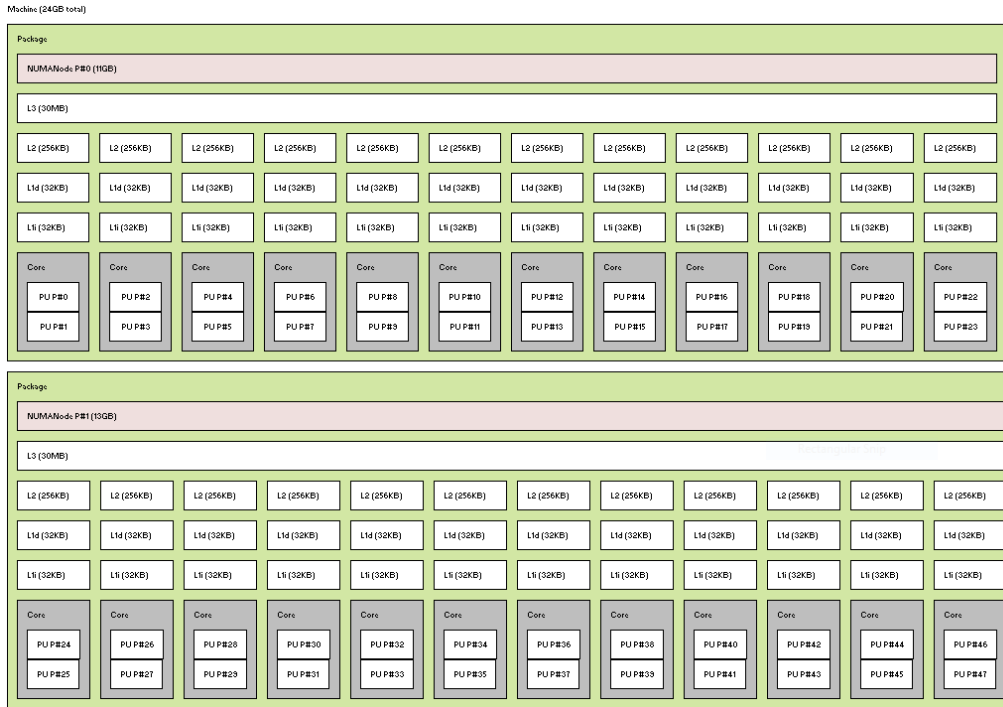 Machine (24GB total)
Package
NUMANode P#0 (11GB)
L3 (30MB)
L2 (256KB) L2 (256KB) L2 (256KB) L2 (256KB) L2 (256KB) L2 (256KB) L2 (256KB) L2 (256KB) L2 (256KB) L2 (256KB) L2 (256KB) L2 (256KB)
L1d (32KB) L1d (32KB) L1d (32KB) L1d (32KB) L1d (32KB) L1d (32KB) L1d (32KB) L1d (32KB) L1d (32KB) L1d (32KB) L1d (32KB) L1d (32KB)
L1i (32KB) L1i (32KB) L1i (32KB) L1i (32KB) L1i (32KB) L1i (32KB) L1i (32KB) L1i (32KB) L1i (32KB) L1i (32KB) L1i (32KB) L1i (32KB)
Core Core Core Core Core Core Core Core Core Core Core Core
PU P#0 PU P#2 PU P#4 PU P#6 PU P#8 PU P#10 PU P#12 PU P#14 PU P#16 PU P#18 PU P#20 PU P#22
PU P#1 PU P#3 PU P#5 PU P#7 PU P#9 PU P#11 PU P#13 PU P#15 PU P#17 PU P#19 PU P#21 PU P#23
Package
NUMANode P#1 (13GB)
L3 (30MB)
L2 (256KB) L2 (256KB) L2 (256KB) L2 (256KB) L2 (256KB) L2 (256KB) L2 (256KB) L2 (256KB) L2 (256KB) L2 (256KB) L2 (256KB) L2 (256KB)
L1d (32KB) L1d (32KB) L1d (32KB) L1d (32KB) L1d (32KB) L1d (32KB) L1d (32KB) L1d (32KB) L1d (32KB) L1d (32KB) L1d (32KB) L1d (32KB)
L1i (32KB) L1i (32KB) L1i (32KB) L1i (32KB) L1i (32KB) L1i (32KB) L1i (32KB) L1i (32KB) L1i (32KB) L1i (32KB) L1i (32KB) L1i (32KB)
Core Core Core Core Core Core Core Core Core Core Core Core
PU P#24 PU P#26 PU P#28 PU P#30 PU P#32 PU P#34 PU P#36 PU P#38 PU P#40 PU P#42 PU P#44 PU P#46
PU P#25 PU P#27 PU P#29 PU P#31 PU P#33 PU P#35 PU P#37 PU P#39 PU P#41 PU P#43 PU P#45 PU P#47